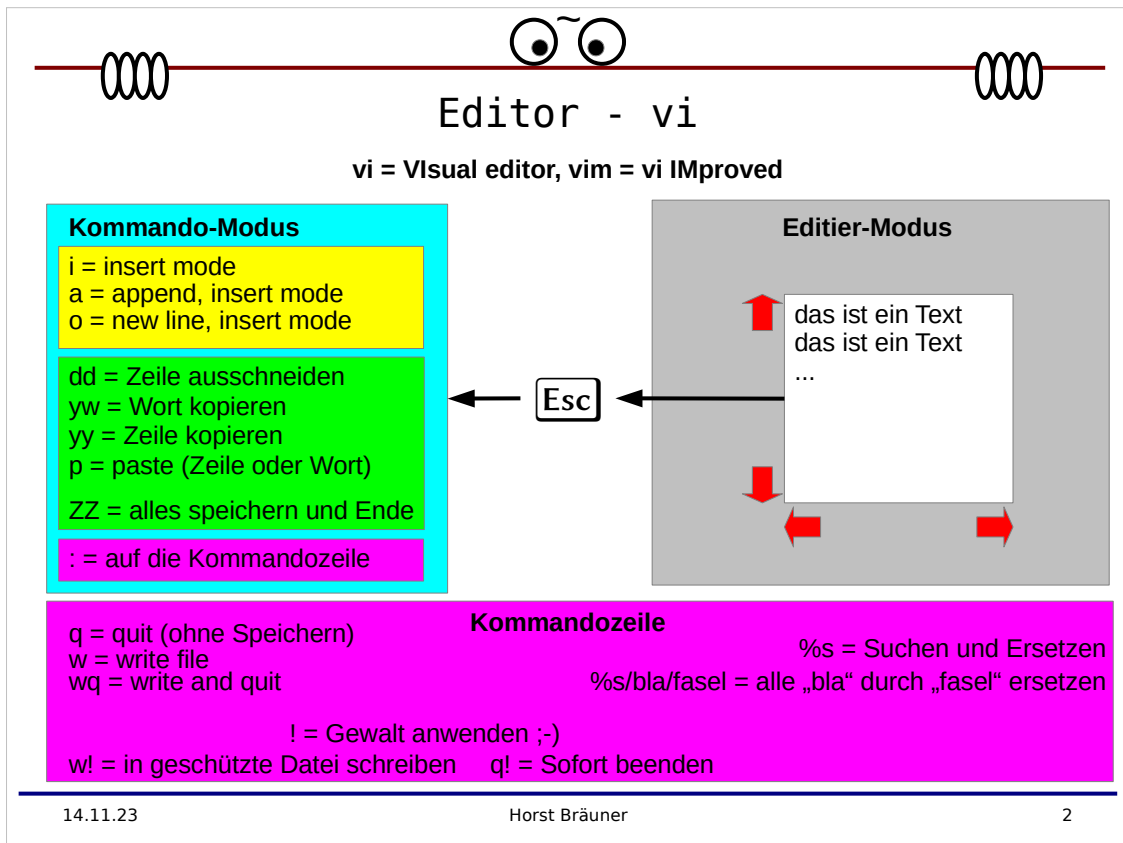 Editor - vi
vi = VIsual editor, vim = vi IMproved
Kommando-Modus
i = insert mode
a = append, insert mode
o = new line, insert mode
dd = Zeile ausschneiden
yw = Wort kopieren
yy = Zeile kopieren
p = paste (Zeile oder Wort)
ZZ = alles speichern und Ende
: = auf die Kommandozeile
Esc
Editier-Modus
das ist ein Text
das ist ein Text
...
Kommandozeile
q = quit (ohne Speichern)
w = write file
wq = write and quit
%s = Suchen und Ersetzen
%s/bla/fasel = alle „bla“ durch „fasel“ ersetzen
! = Gewalt anwenden ;-)
w! = in geschützte Datei schreiben q! = Sofort beenden
14.11.23 Horst Bräuner 2